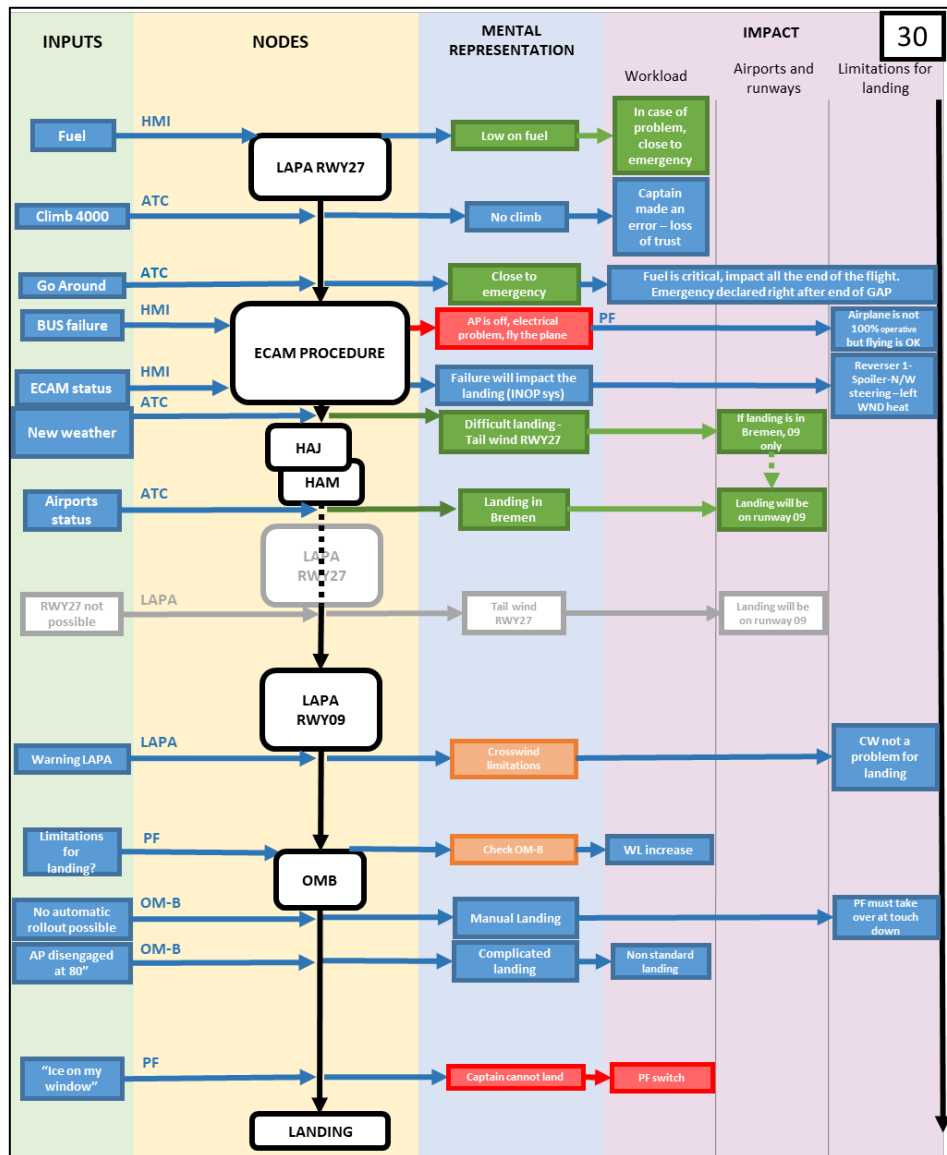 30
INPUTS
NODES
MENTAL
REPRESENTATION
IMPACT
Workload
Airports and
runways
Limitations for
landing
Fuel
HMI
LAPA RWY27
Low on fuel
In case of
problem,
close to
emergency
Climb 4000
ATC
No climb
Captain
made an
error – loss
of trust
Go Around
ATC
Close to
emergency
Fuel is critical, impact all the end of the flight.
Emergency declared right after end of GAP
BUS failure
HMI
ECAM PROCEDURE
AP is off, electrical
problem, fly the plane
PF
Airplane is not
100% operative
but flying is OK
ECAM status
HMI
Failure will impact the
landing (INOP sys)
Reverser 1-
Spoiler-N/W
steering–left
WND heat
New weather
ATC
HAJ
HAM
Difficult landing -
Tail wind RWY27
If landing is in
Bremen, 09
only
Airports
status
ATC
Landing in
Bremen
Landing will be
on runway 09
LAPA
RWY27
RWY27 not
possible
LAPA
Tail wind
RWY27
Landing will be
on runway 09
LAPA
RWY09
Warning LAPA
LAPA
Crosswind
limitations
CW not a
problem for
landing
Limitations
for
landing?
PF
OMB
Check OM-B
WL increase
No automatic
rollout possible
OM-B
Manual Landing
PF must take
over at touch
down
AP disengaged
at 80”
OM-B
Complicated
landing
Non standard
landing
“Ice on my
window”
PF
Captain cannot land
PF switch
LANDING